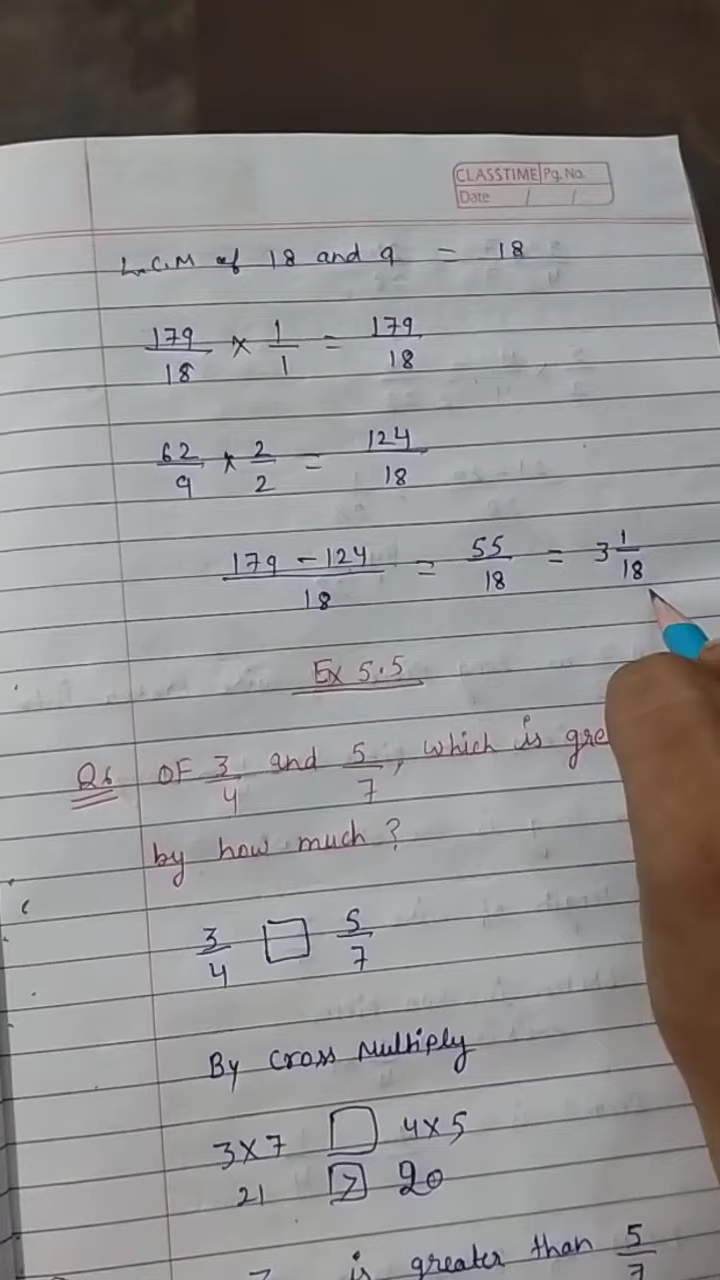 CLASSTIME Pg. No.
Date / /
L.C.M of 18 and 9 = 18
179/18 × 1/1 = 179/18
62/9 × 2/2 = 124/18
179 - 124/18 = 55/18 = 3 1/18
Ex 5.5
Q6 OF 3/4 and 5/7, which is gre
by how much?
3/4 □ 5/7
By Cross Multiply
3×7 □ 4×5
21 > 20
is greater than 5/7